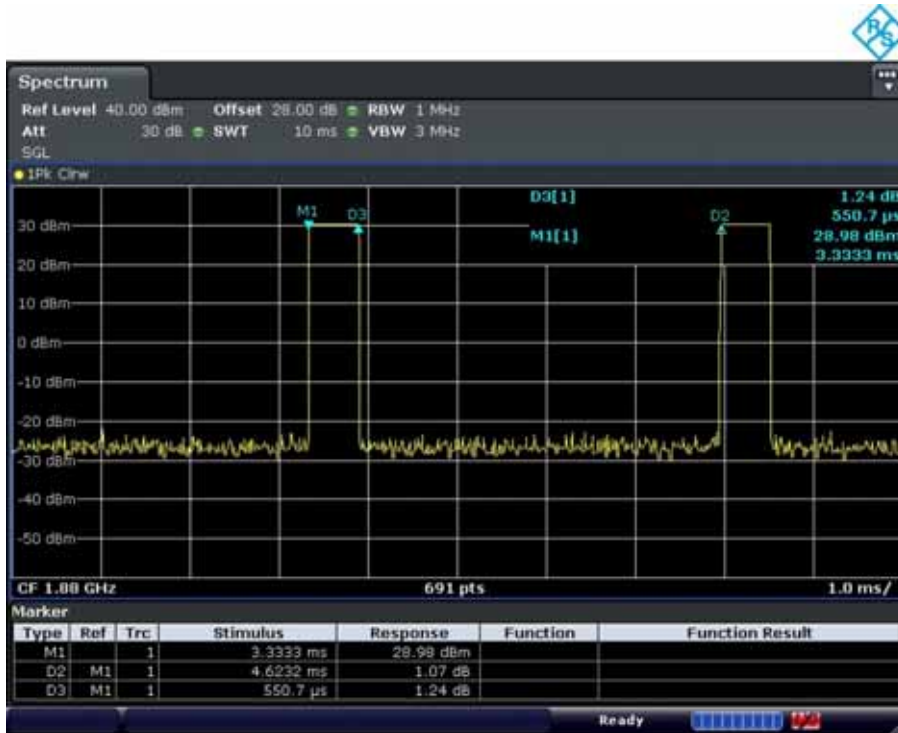 R&S
Spectrum
Ref Level 40.00 dBm Offset 28.00 dB RBW 1 MHz
Att 30 dB SWT 10 ms VBW 3 MHz
SGL
1Pk Clrw
D3[1] 1.24 dB
550.7 µs
M1[1] 28.98 dBm
3.3333 ms
M1 D3 D2
30 dBm
20 dBm
10 dBm
0 dBm
-10 dBm
-20 dBm
-30 dBm
-40 dBm
-50 dBm
CF 1.88 GHz 691 pts 1.0 ms/
Marker
Type Ref Trc Stimulus Response Function Function Result
M1 1 3.3333 ms 28.98 dBm
D2 M1 1 4.6232 ms 1.07 dB
D3 M1 1 550.7 µs 1.24 dB
Ready